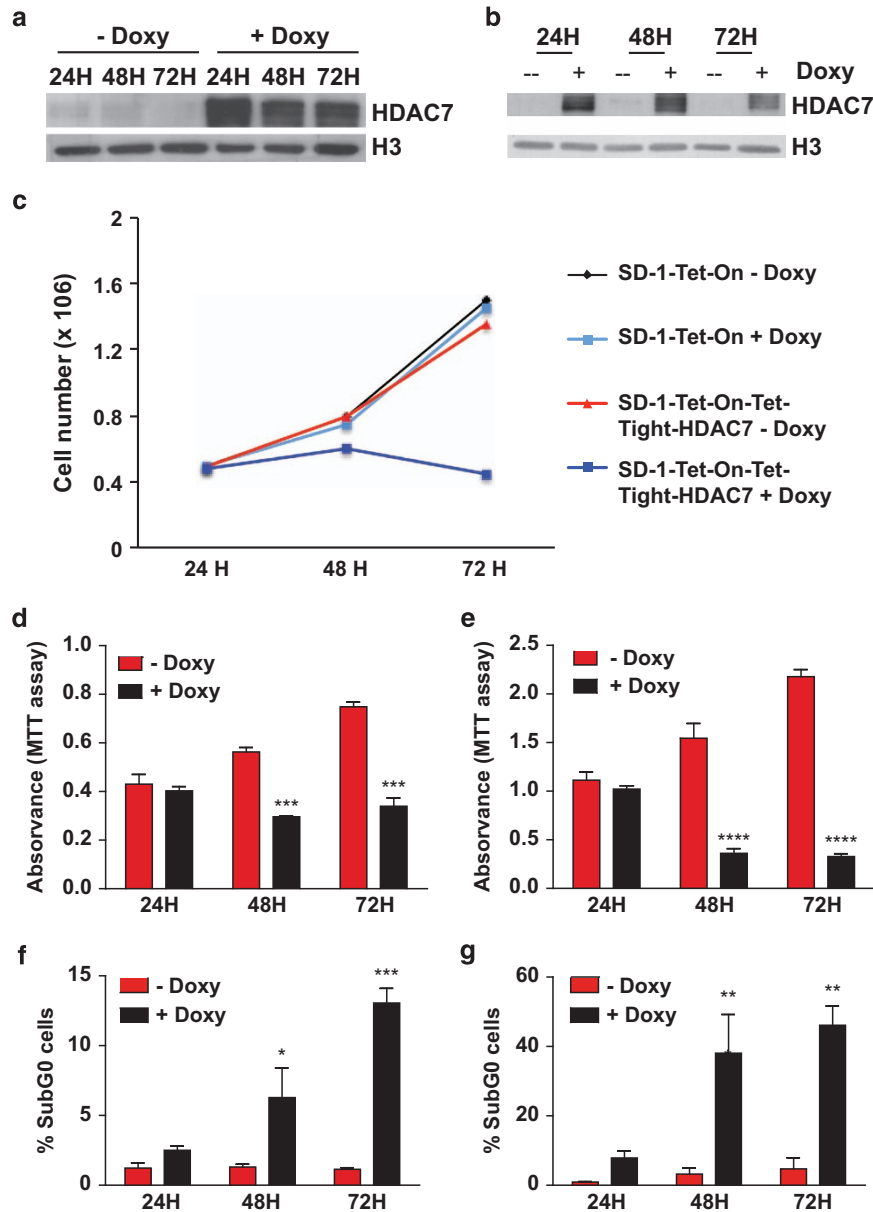 a
- Doxy + Doxy
24H 48H 72H 24H 48H 72H
HDAC7
H3
b
24H 48H 72H
-- + -- + -- + Doxy
HDAC7
H3
c
Cell number (x 106)
2
1.6
1.2
0.8
0.4
0
24 H 48 H 72 H
SD-1-Tet-On - Doxy
SD-1-Tet-On + Doxy
SD-1-Tet-On-Tet-
Tight-HDAC7 - Doxy
SD-1-Tet-On-Tet-
Tight-HDAC7 + Doxy
d
Absorvance (MTT assay)
1.0
0.8
0.6
0.4
0.2
0.0
- Doxy
+ Doxy
*** ***
24H 48H 72H
e
Absorvance (MTT assay)
2.5
2.0
1.5
1.0
0.5
0.0
- Doxy
+ Doxy
**** ****
24H 48H 72H
f
% SubG0 cells
15
10
5
0
- Doxy
+ Doxy
* ***
24H 48H 72H
g
% SubG0 cells
60
40
20
0
- Doxy
+ Doxy
** **
24H 48H 72H